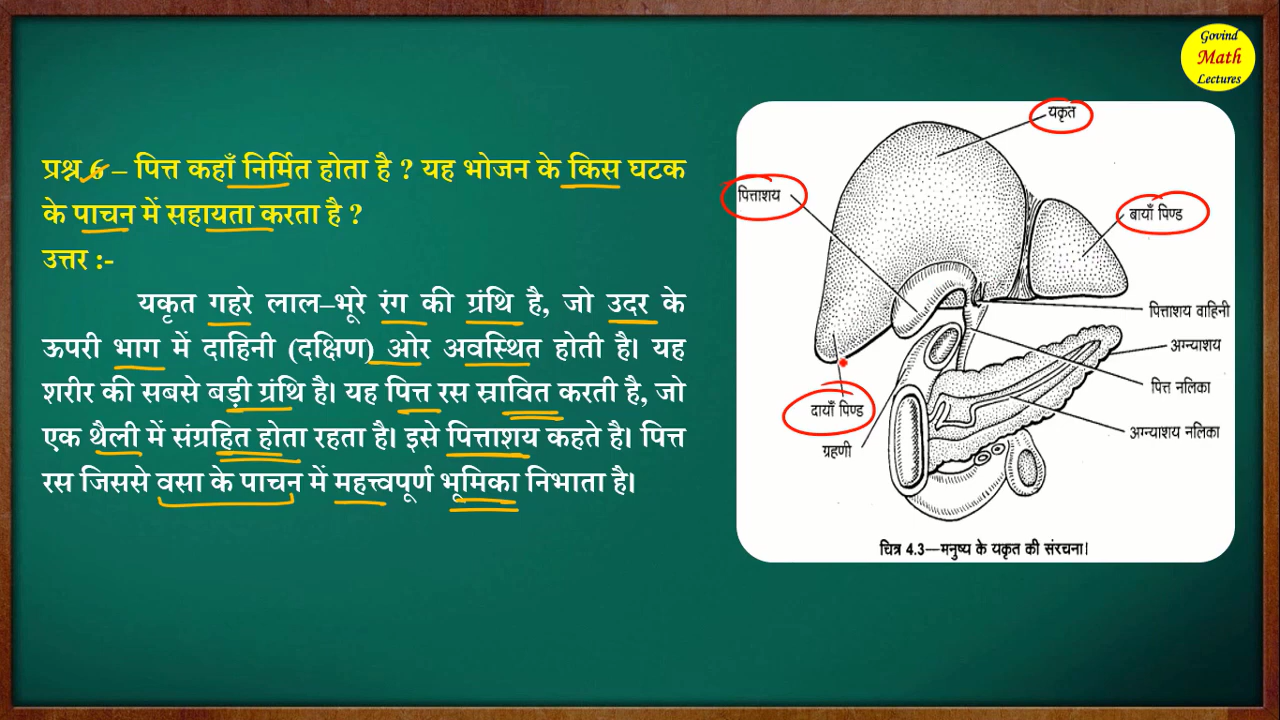 Govind
Math
Lectures
प्रश्न 6 – पित्त कहाँ निर्मित होता है ? यह भोजन के किस घटक
के पाचन में सहायता करता है ?
उत्तर :-
यकृत गहरे लाल–भूरे रंग की ग्रंथि है, जो उदर के
ऊपरी भाग में दाहिनी (दक्षिण) ओर अवस्थित होती है। यह
शरीर की सबसे बड़ी ग्रंथि है। यह पित्त रस स्रावित करती है, जो
एक थैली में संग्रहित होता रहता है। इसे पित्ताशय कहते है। पित्त
रस जिससे वसा के पाचन में महत्त्वपूर्ण भूमिका निभाता है।
यकृत
पित्ताशय
बायाँ पिण्ड
पित्ताशय वाहिनी
अग्न्याशय
पित्त नलिका
दायाँ पिण्ड
अग्न्याशय नलिका
ग्रहणी
चित्र 4.3—मनुष्य के यकृत की संरचना।